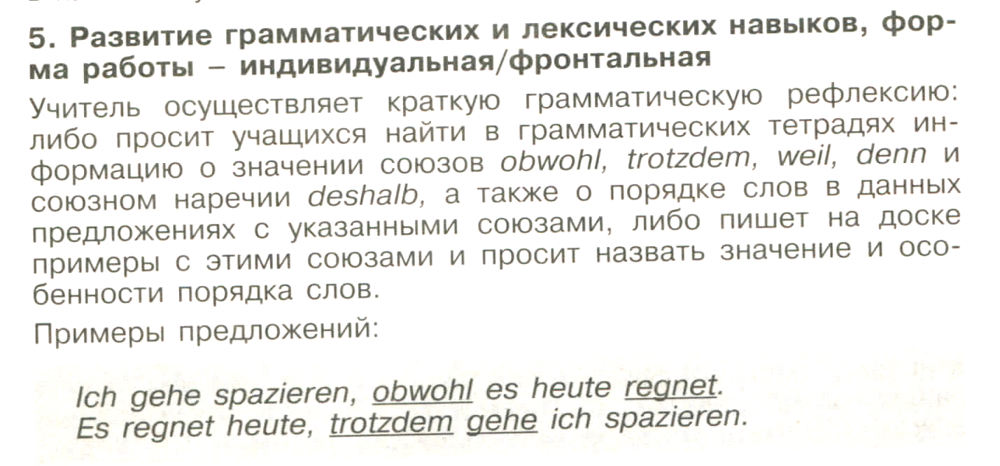 5. Развитие грамматических и лексических навыков, фор-
ма работы – индивидуальная/фронтальная
Учитель осуществляет краткую грамматическую рефлексию:
либо просит учащихся найти в грамматических тетрадях ин-
формацию о значении союзов obwohl, trotzdem, weil, denn и
союзном наречии deshalb, а также о порядке слов в данных
предложениях с указанными союзами, либо пишет на доске
примеры с этими союзами и просит назвать значение и осо-
бенности порядка слов.
Примеры предложений:
Ich gehe spazieren, obwohl es heute regnet.
Es regnet heute, trotzdem gehe ich spazieren.